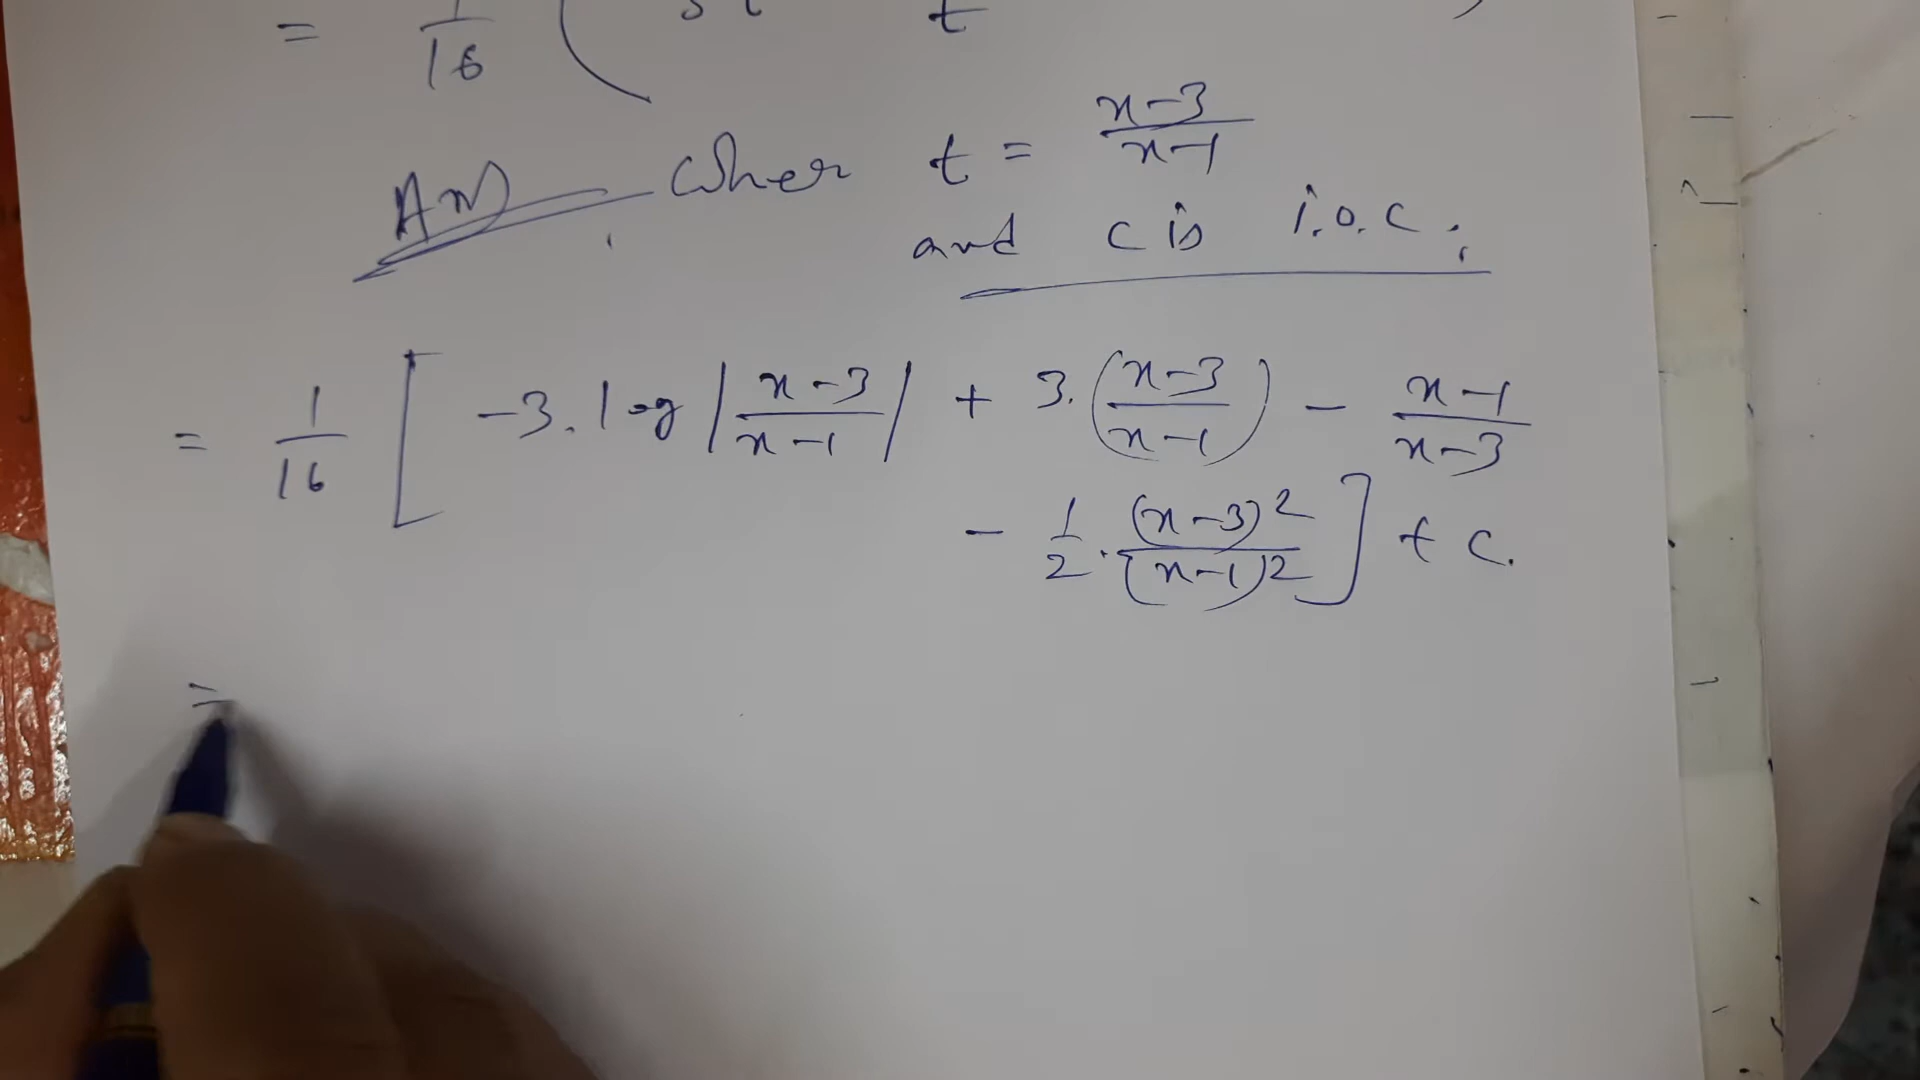 = 1/16 ( t
Ans. Wher t = (x-3)/(x-1)
and c is i.o.c.
= 1/16 [ -3. log |(x-3)/(x-1)| + 3. ((x-3)/(x-1)) - (x-1)/(x-3)
- 1/2 . (x-3)²/(x-1)² ] + c.
=